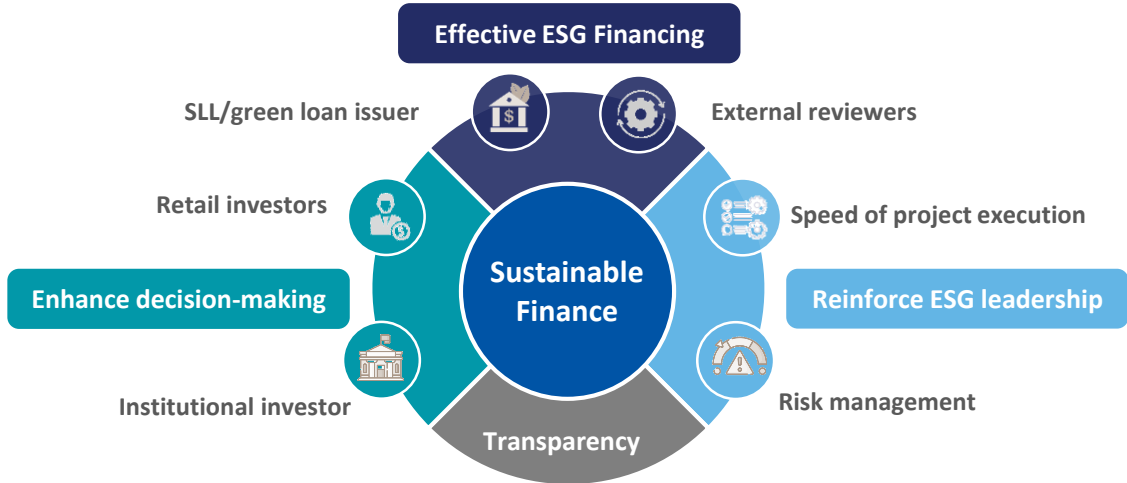 Effective ESG Financing
SLL/green loan issuer
External reviewers
Retail investors
Speed of project execution
Enhance decision-making
Sustainable
Finance
Reinforce ESG leadership
Institutional investor
Risk management
Transparency